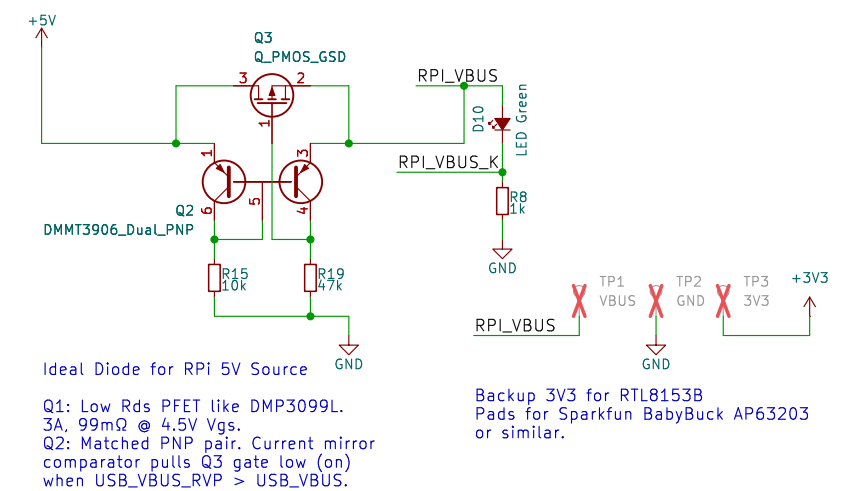 +5V
Q3
Q_PMOS_GSD
3
2
1
RPI_VBUS
D10
LED Green
RPI_VBUS_K
R8
1k
GND
1
3
Q2
6
5
4
DMMT3906_Dual_PNP
R15
10k
R19
47k
GND
TP1
VBUS
TP2
GND
TP3
3V3
+3V3
RPI_VBUS
GND
Ideal Diode for RPi 5V Source
Q1: Low Rds PFET like DMP3099L.
3A, 99mΩ @ 4.5V Vgs.
Q2: Matched PNP pair. Current mirror
comparator pulls Q3 gate low (on)
when USB_VBUS_RVP > USB_VBUS.
Backup 3V3 for RTL8153B
Pads for Sparkfun BabyBuck AP63203
or similar.